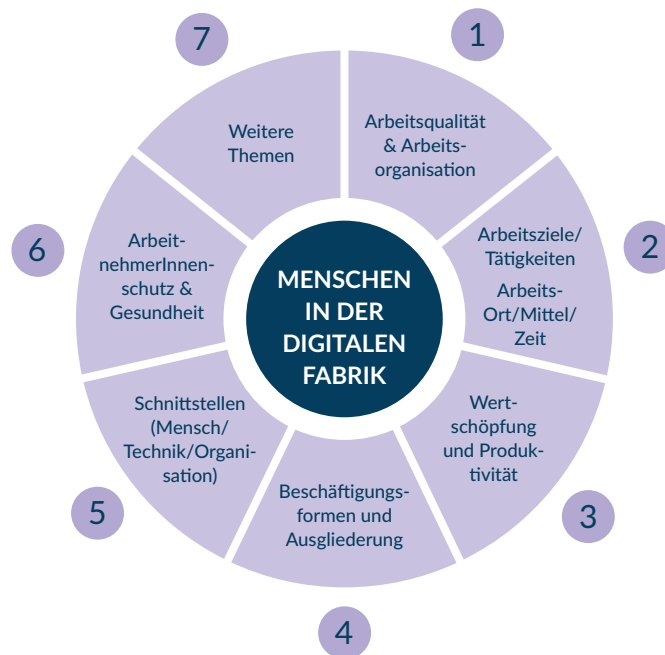 7
1
Weitere
Themen
Arbeitsqualität
& Arbeits-
organisation
6
2
Arbeit-
nehmerInnen-
schutz &
Gesundheit
Arbeitsziele/
Tätigkeiten
Arbeits-
Ort/Mittel/
Zeit
MENSCHEN
IN DER
DIGITALEN
FABRIK
Schnittstellen
(Mensch/
Technik/Organi-
sation)
Wert-
schöpfung
und Produk-
tivität
5
3
Beschäftigungs-
formen und
Ausgliederung
4